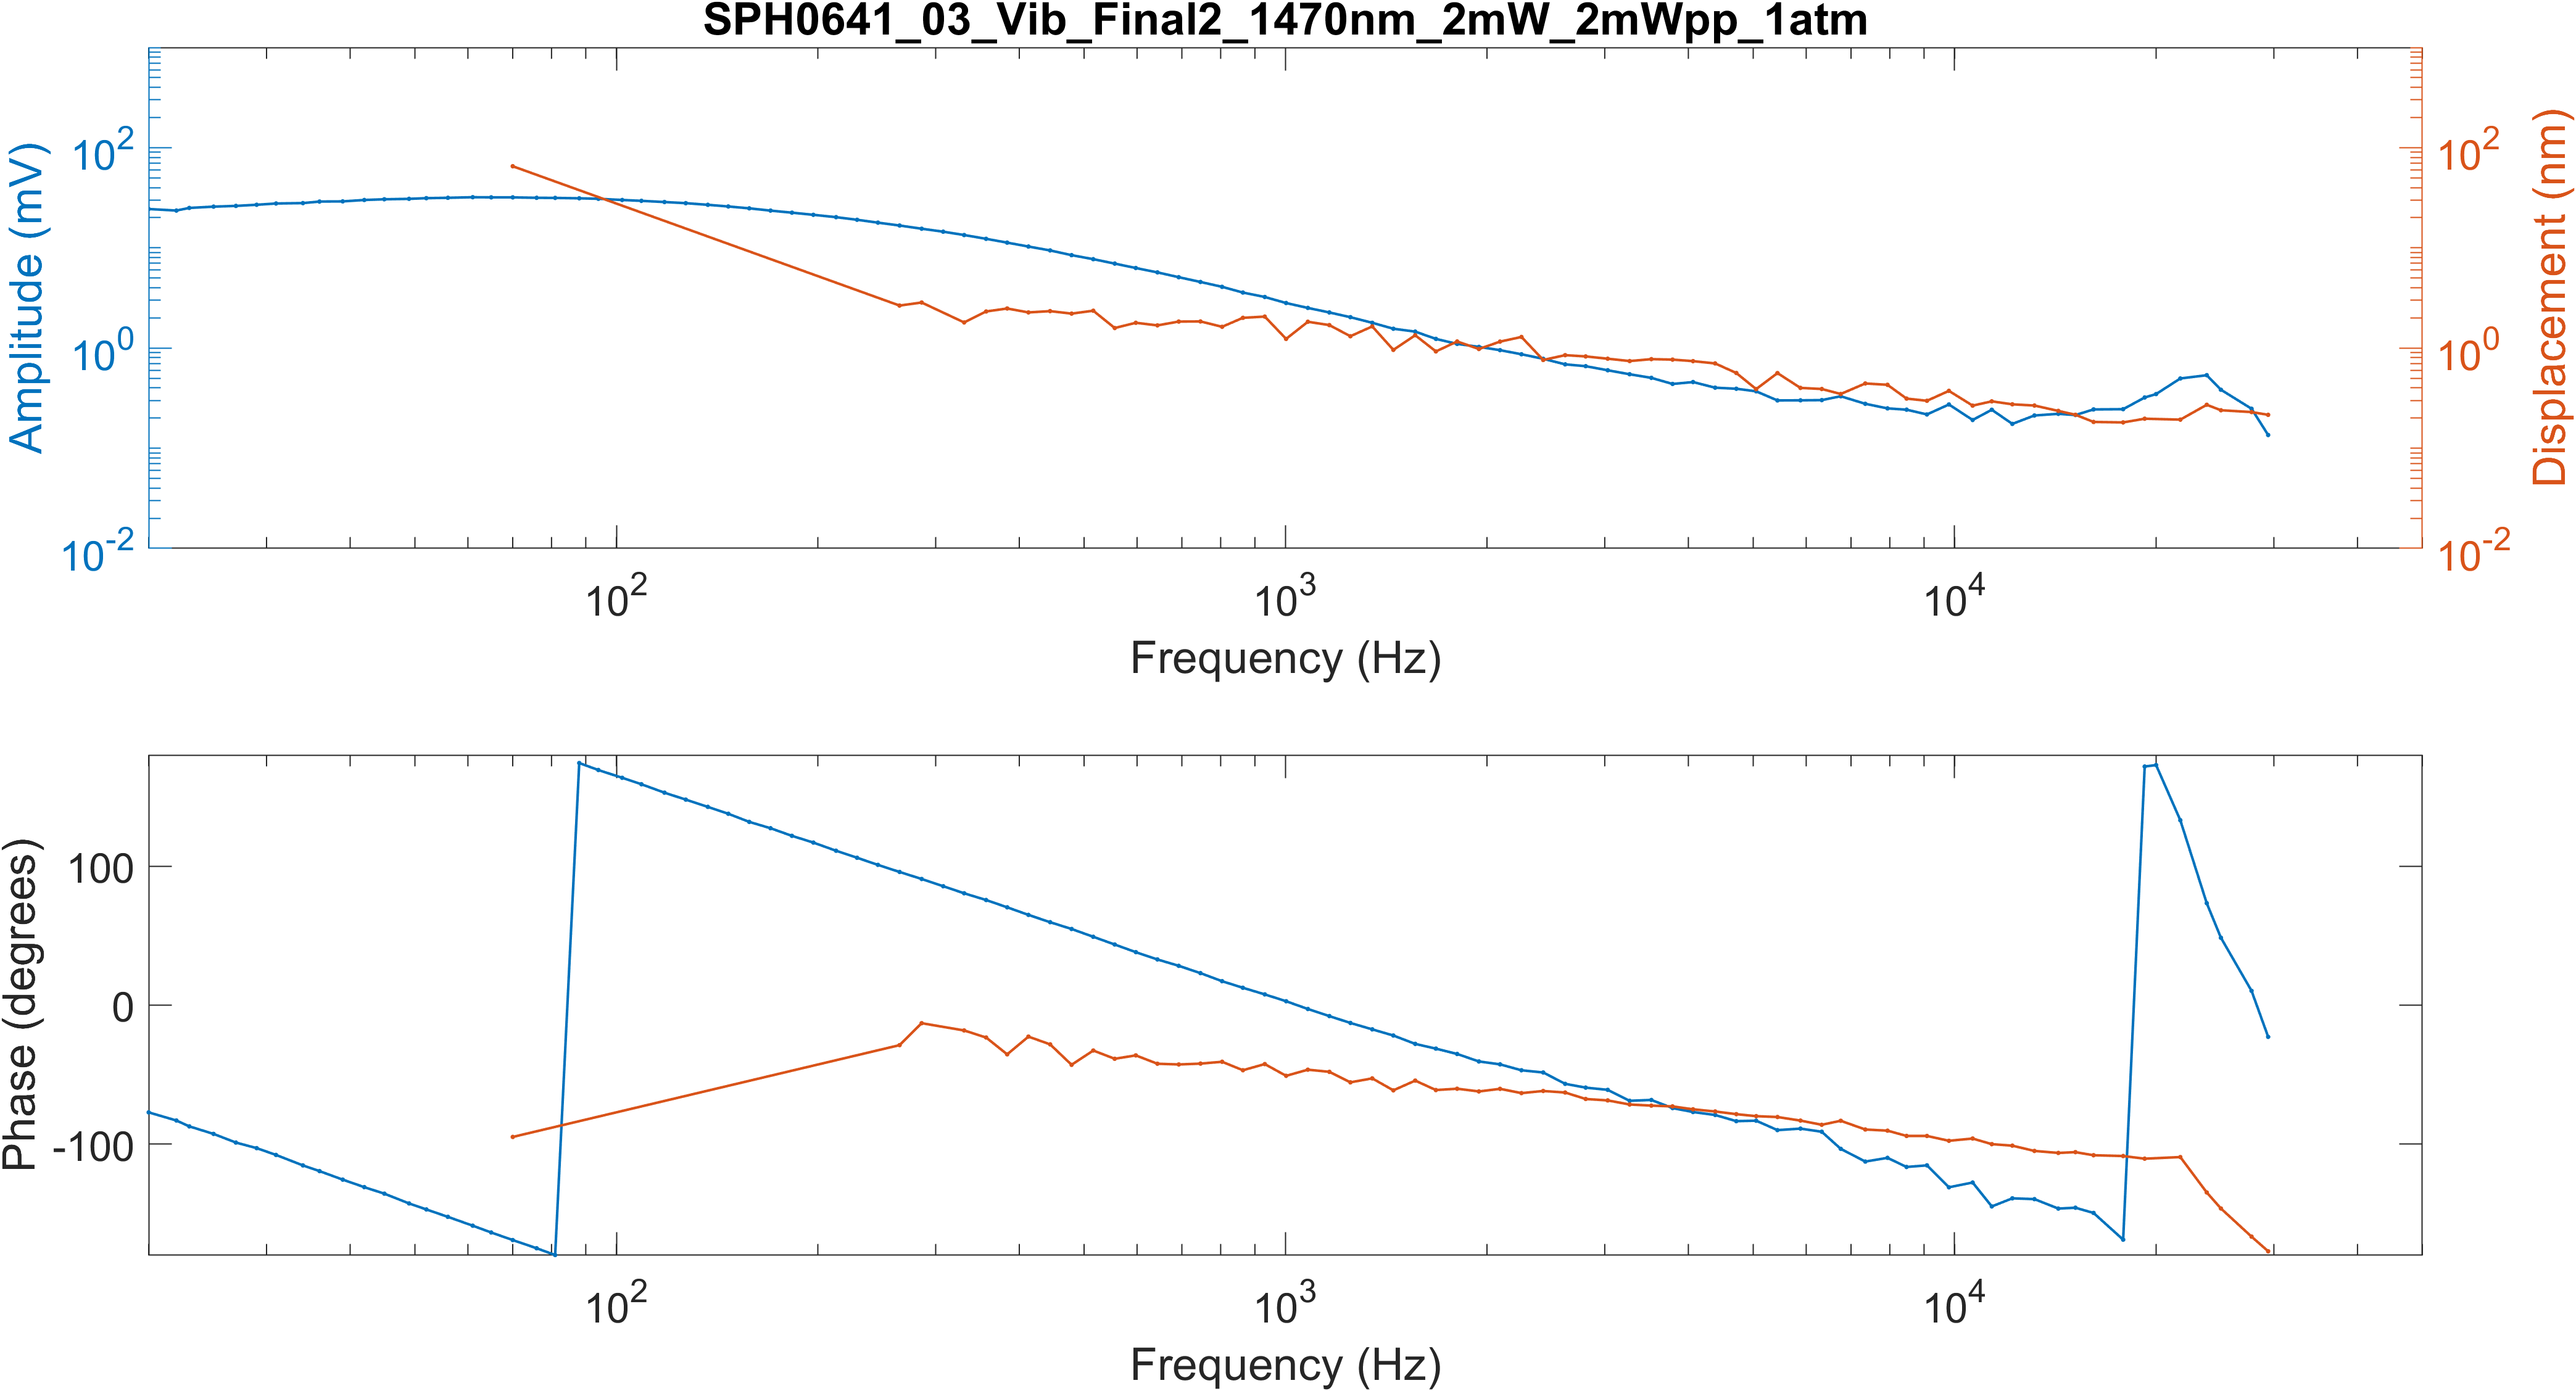 SPH0641_03_Vib_Final2_1470nm_2mW_2mWpp_1atm
Amplitude (mV)
10^2
10^0
10^-2
10^2
10^0
10^-2
Displacement (nm)
10^2
10^3
10^4
Frequency (Hz)
Phase (degrees)
100
0
-100
10^2
10^3
10^4
Frequency (Hz)